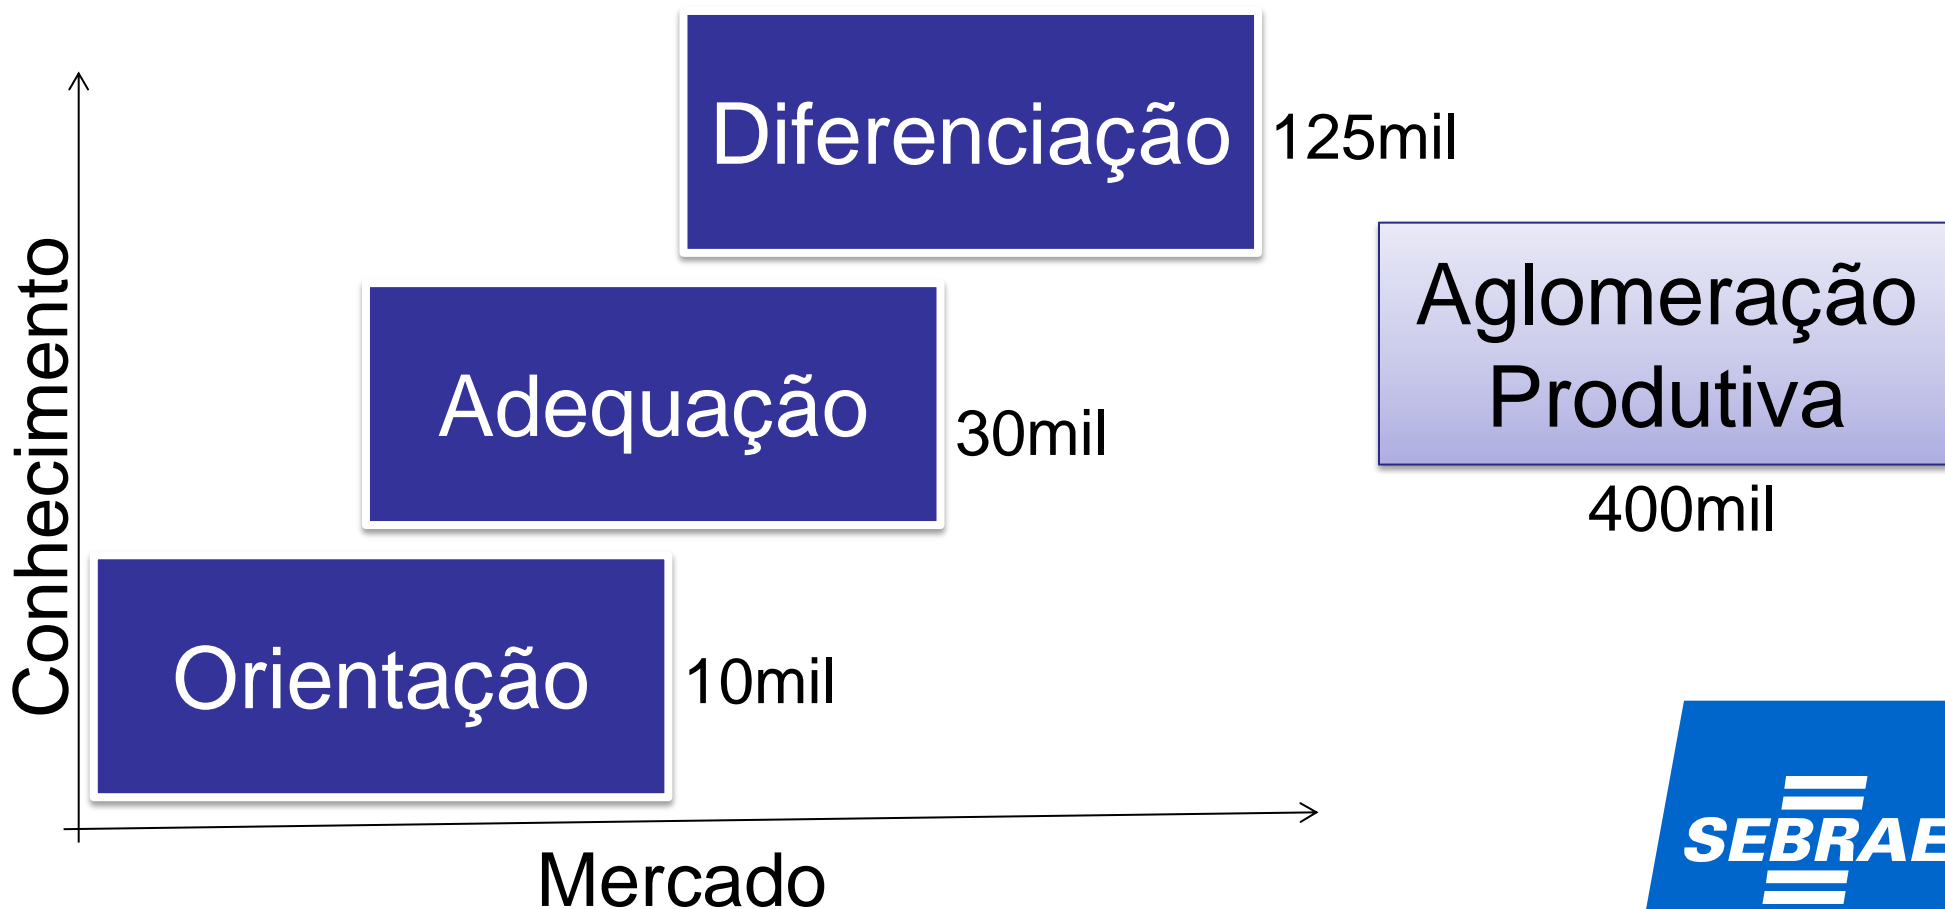 Diferenciação
125mil
Aglomeração
Produtiva
400mil
Adequação
30mil
Orientação
10mil
Conhecimento
Mercado
SEBRAE